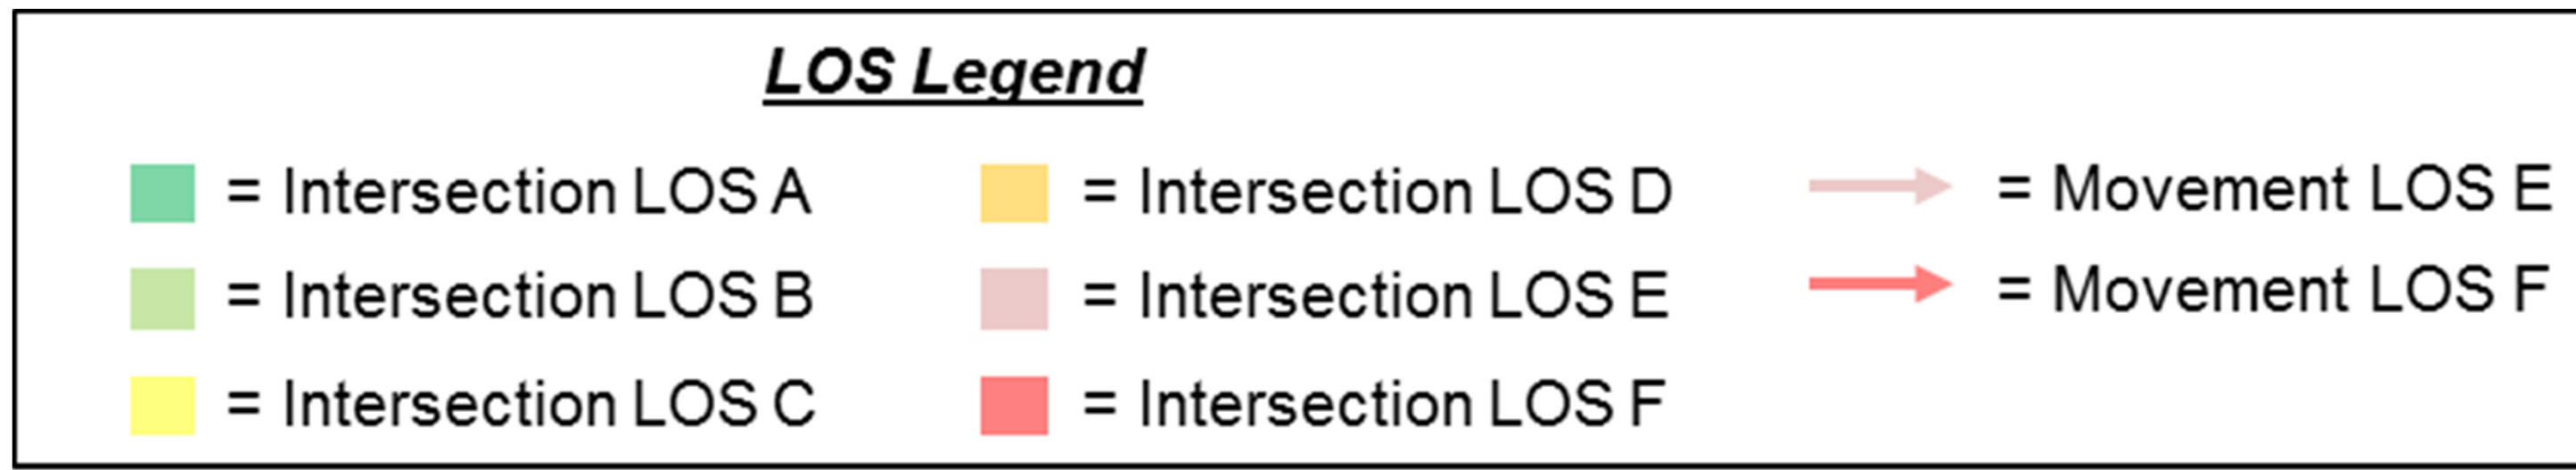 LOS Legend
= Intersection LOS A
= Intersection LOS B
= Intersection LOS C
= Intersection LOS D
= Intersection LOS E
= Intersection LOS F
= Movement LOS E
= Movement LOS F